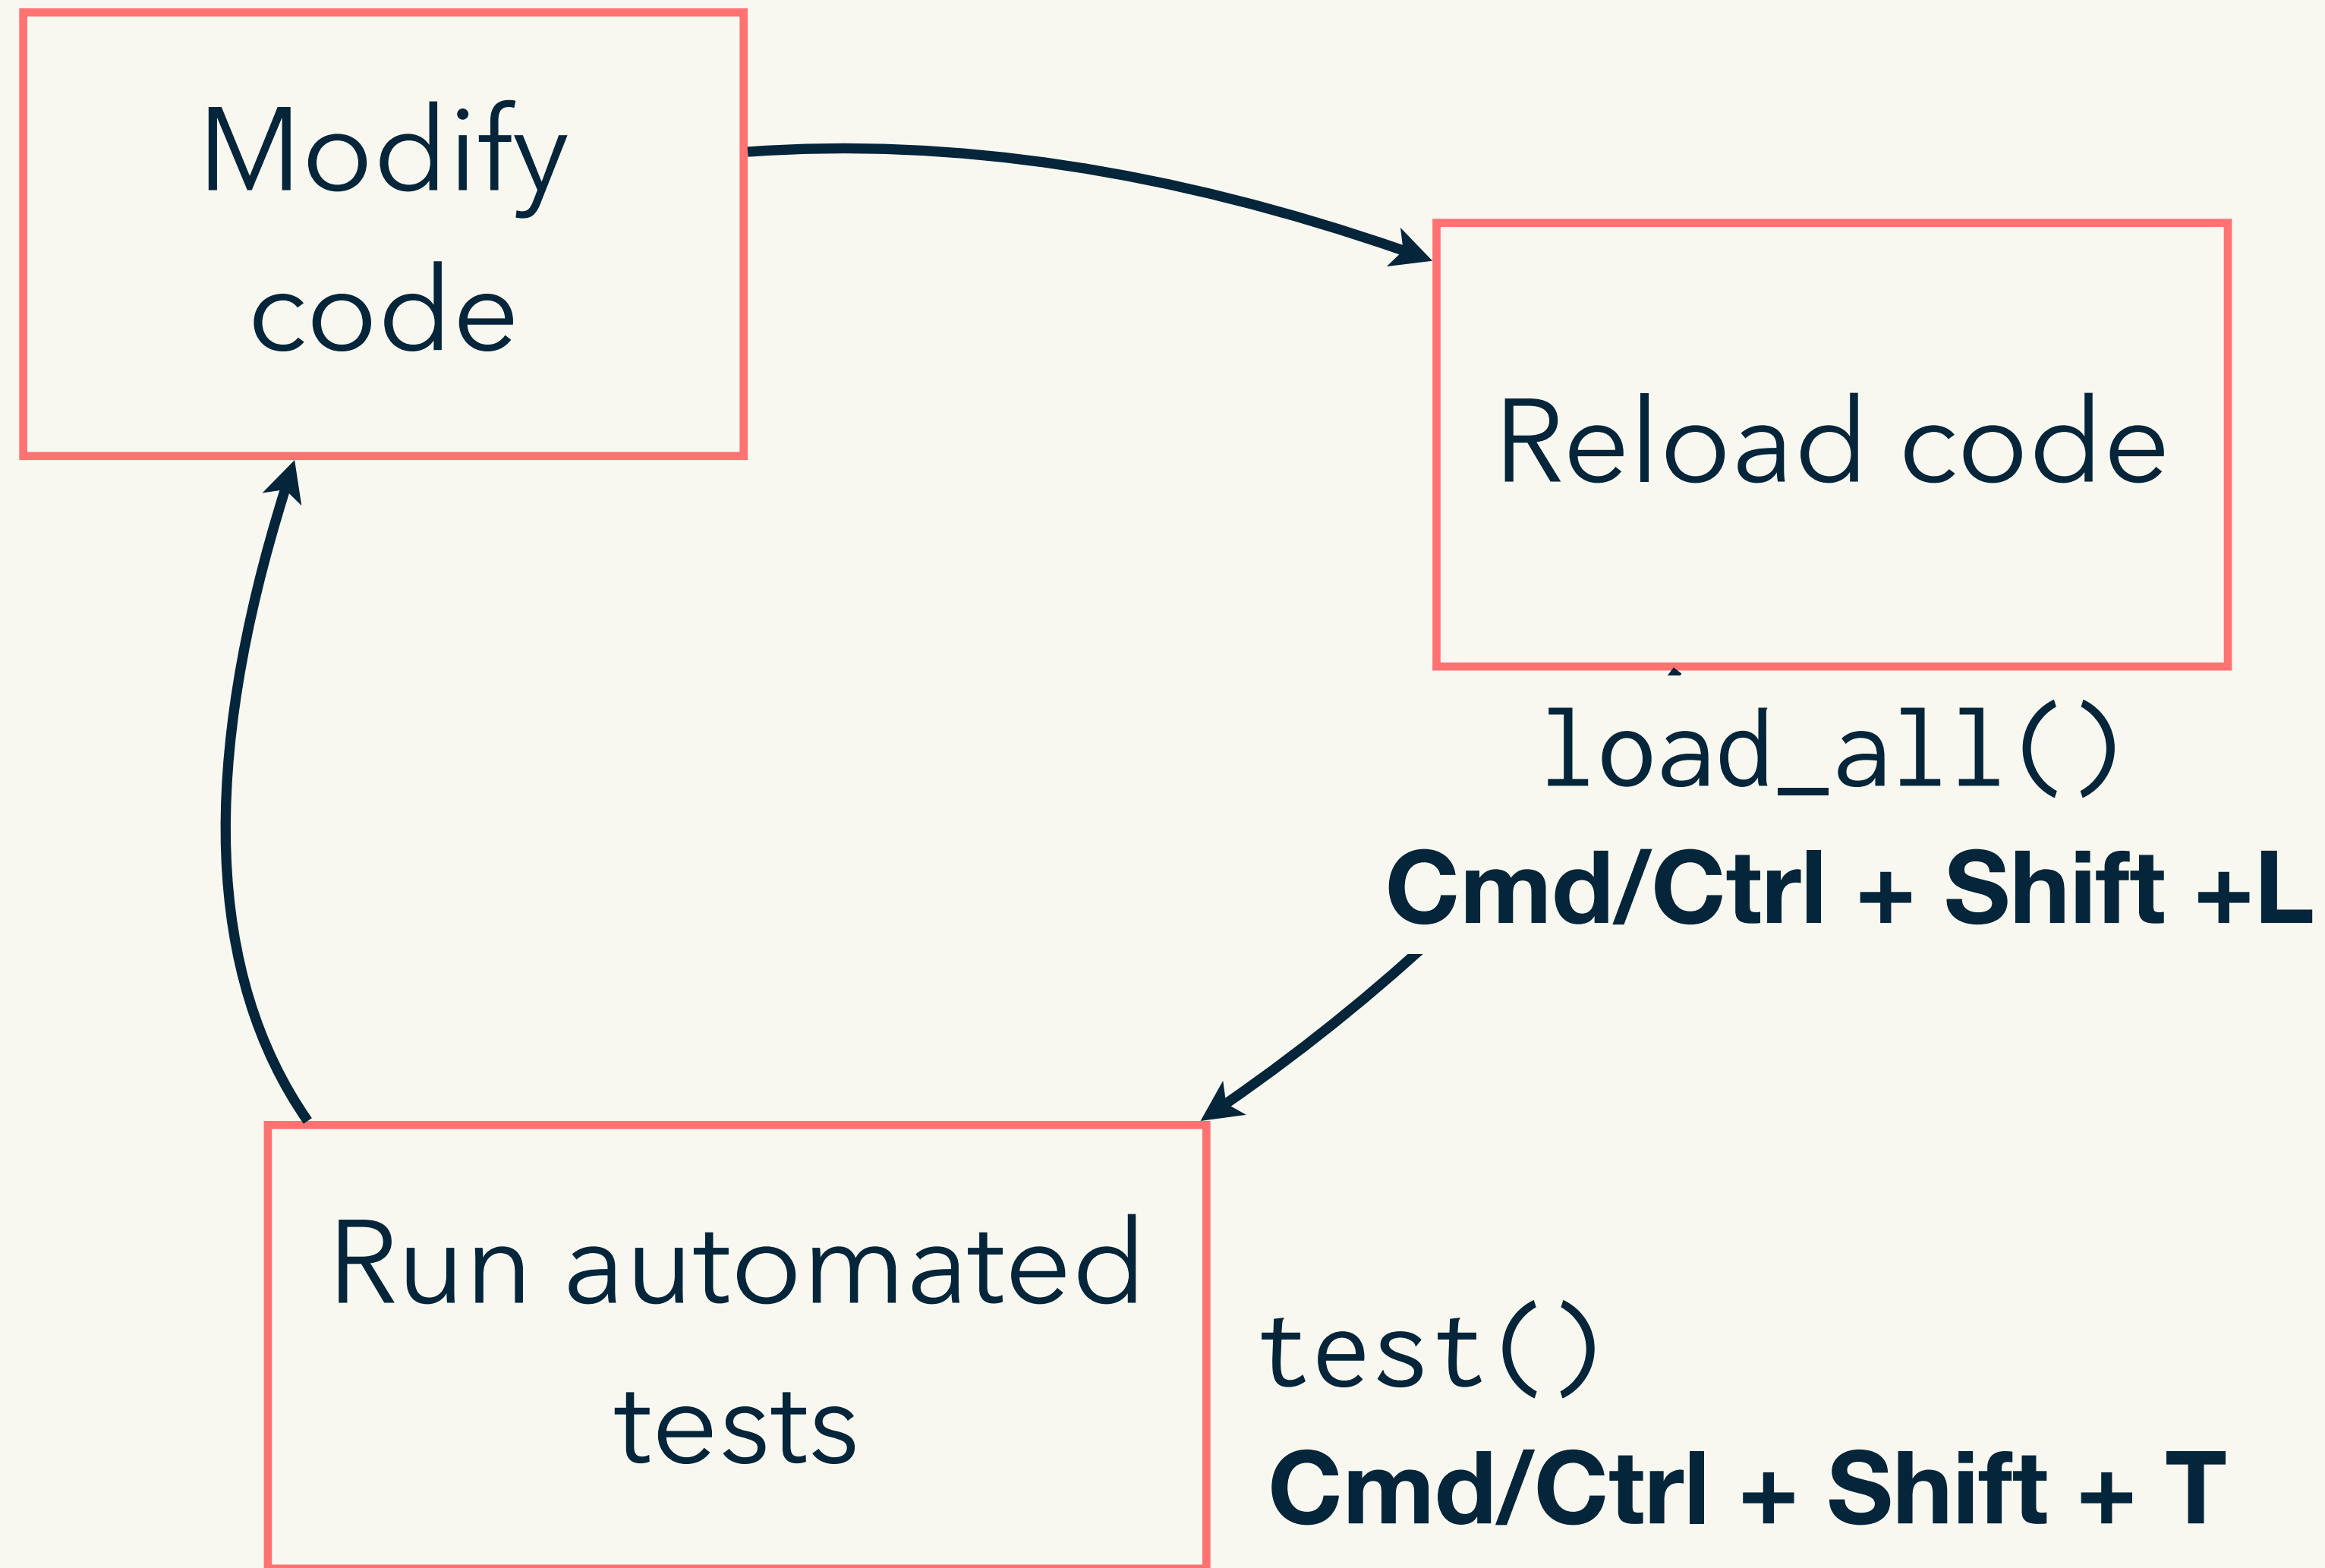 Modify
code
Reload code
load_all()
Cmd/Ctrl + Shift +L
Run automated
tests
test()
Cmd/Ctrl + Shift + T